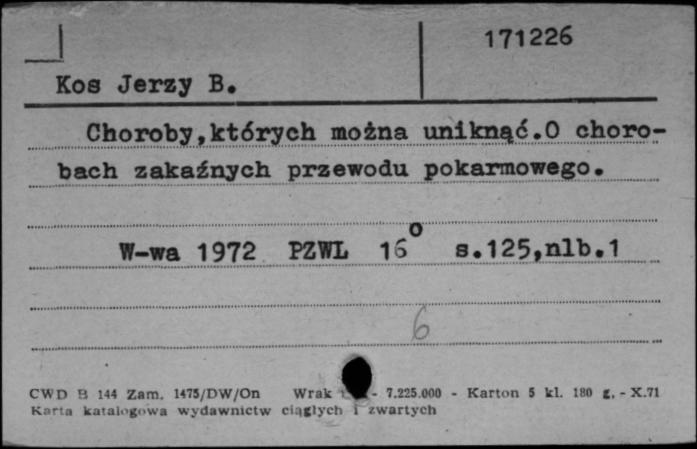 171226
Kos Jerzy B.
Choroby,których można uniknąć.O choro-
bach zakaźnych przewodu pokarmowego.
W-wa 1972 PZWL 16° s.125,nlb.1
6
CWD B 144 Zam. 1475/DW/On Wrak - 7.225.000 - Karton 5 kl. 180 g. - X.71
Karta katalogowa wydawnictw ciągłych i zwartych